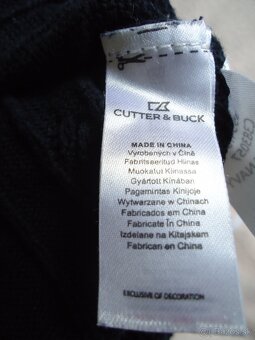 CUTTER & BUCK
MADE IN CHINA
Vyrobených v Číně
Fabritseeritud Hiinas
Muokatut Kiinassa
Gyártott Kínában
Pagamintas Kinijoje
Wytwarzane w Chinach
Fabricados em China
Fabricate în China
Izdelane na Kitajskem
Fabrican en China
EXCLUSIVE OF DECORATION